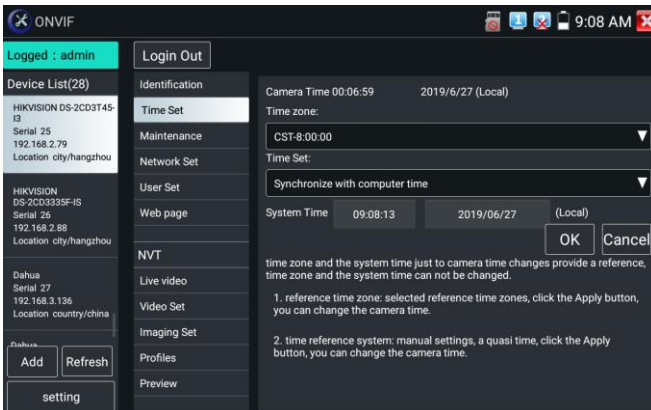 ONVIF
9:08 AM
Logged : admin
Login Out
Device List(28)
HIKVISION DS-2CD3T45-
I3
Serial 25
192.168.2.79
Location city/hangzhou
HIKVISION
DS-2CD3335F-IS
Serial 26
192.168.2.88
Location city/hangzhou
Dahua
Serial 27
192.168.3.136
Location country/china
Dahua
Add
Refresh
setting
Identification
Time Set
Maintenance
Network Set
User Set
Web page
NVT
Live video
Video Set
Imaging Set
Profiles
Preview
Camera Time 00:06:59 2019/6/27 (Local)
Time zone:
CST-8:00:00
Time Set:
Synchronize with computer time
System Time 09:08:13 2019/06/27 (Local)
OK Cancel
time zone and the system time just to camera time changes provide a reference,
time zone and the system time can not be changed.
1. reference time zone: selected reference time zones, click the Apply button,
you can change the camera time.
2. time reference system: manual settings, a quasi time, click the Apply
button, you can change the camera time.